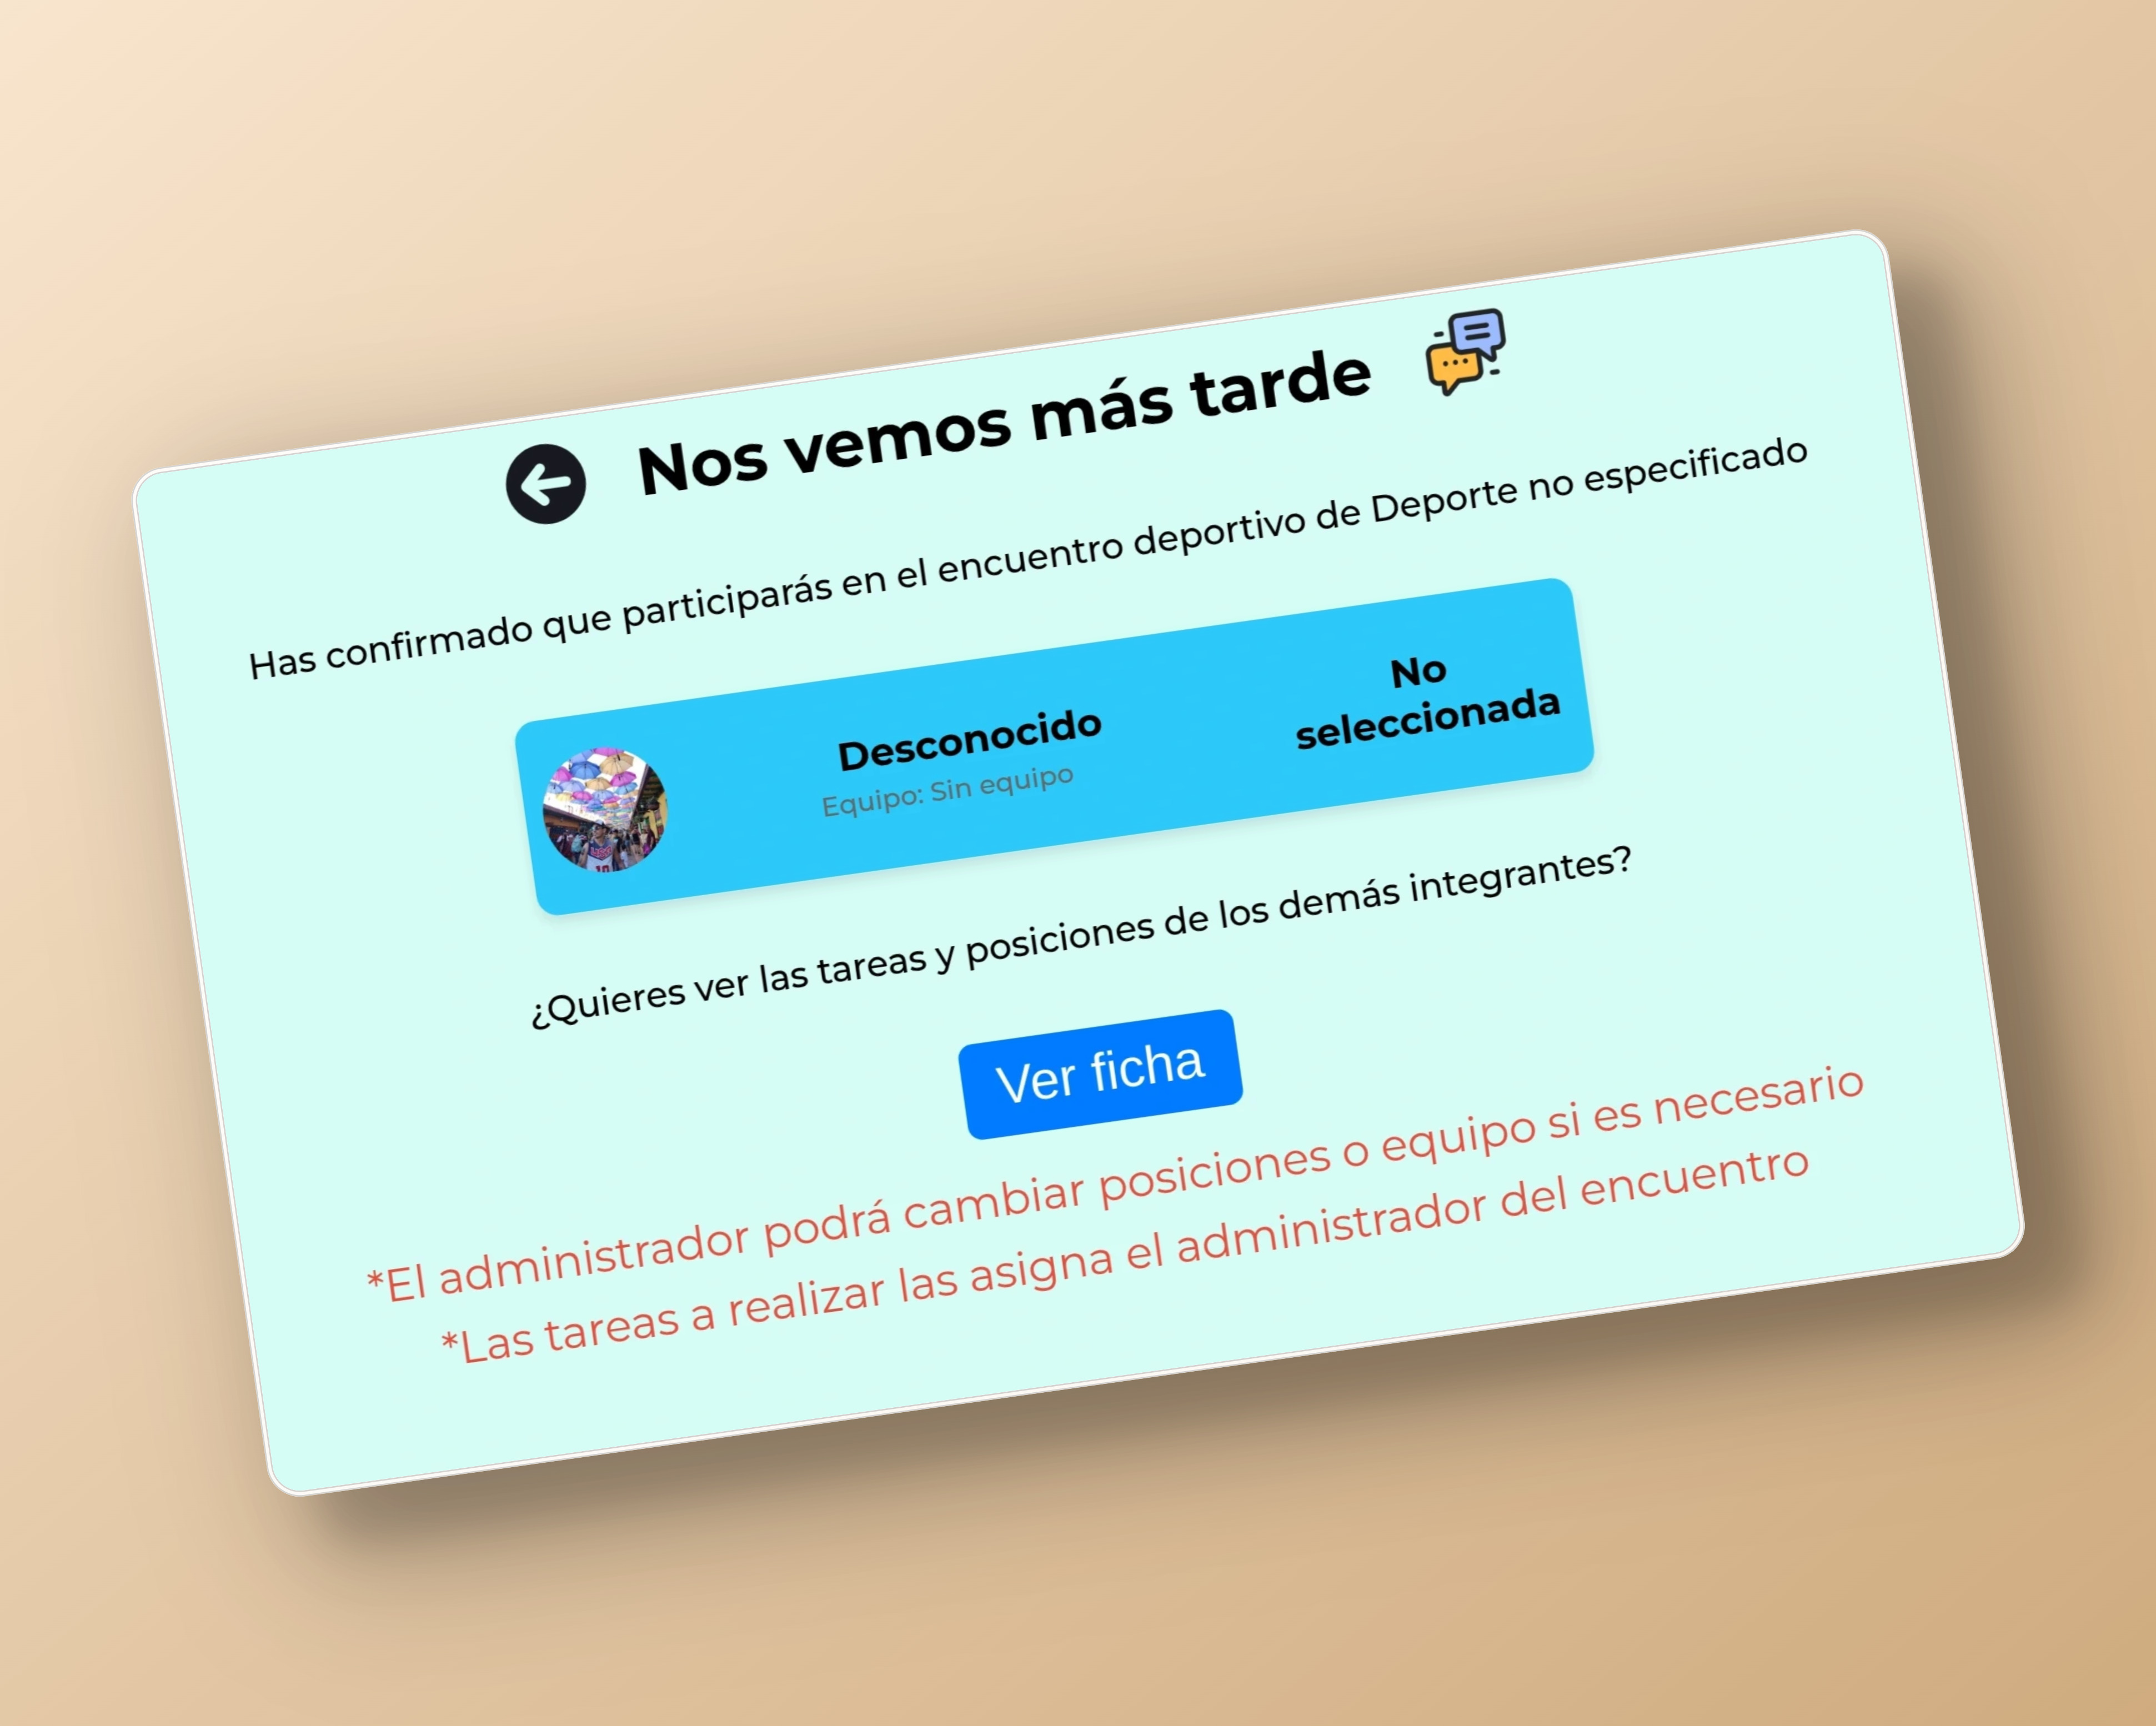 Nos vemos más tarde
Has confirmado que participarás en el encuentro deportivo de Deporte no especificado
Desconocido
Equipo: Sin equipo
No
seleccionada
¿Quieres ver las tareas y posiciones de los demás integrantes?
Ver ficha
*El administrador podrá cambiar posiciones o equipo si es necesario
*Las tareas a realizar las asigna el administrador del encuentro